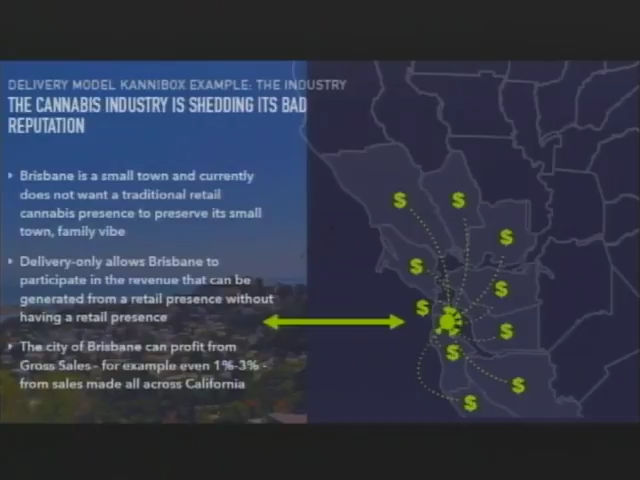 DELIVERY MODEL KANNIBOX EXAMPLE: THE INDUSTRY
THE CANNABIS INDUSTRY IS SHEDDING ITS BAD
REPUTATION
Brisbane is a small town and currently
does not want a traditional retail
cannabis presence to preserve its small
town, family vibe
Delivery-only allows Brisbane to
participate in the revenue that can be
generated from a retail presence without
having a retail presence
The city of Brisbane can profit from
Gross Sales - for example even 1%-3% -
from sales made all across California
$
$
$
$
$
$
$
$
$
$
$